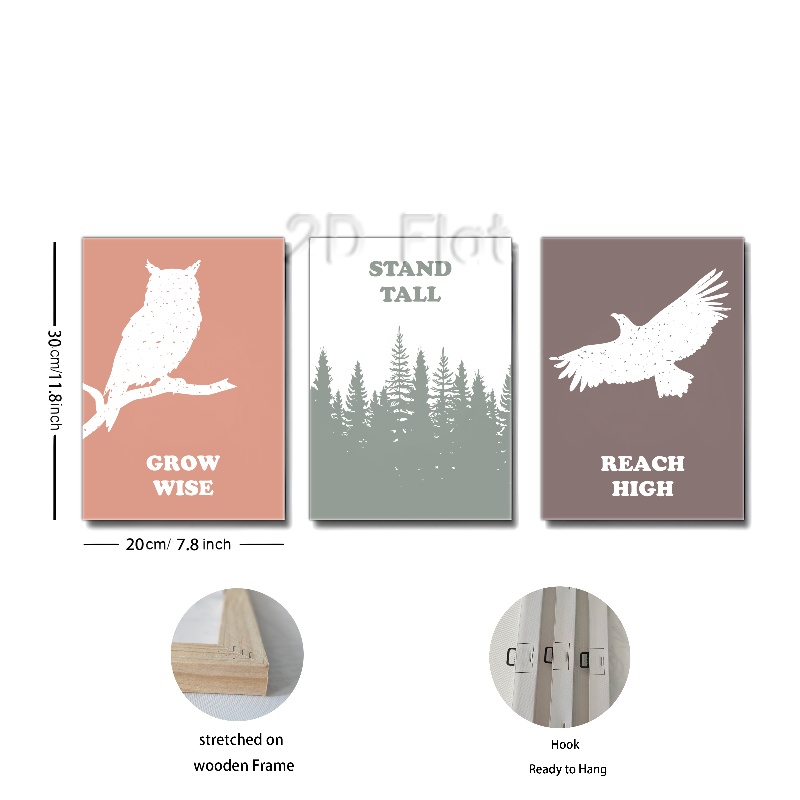 2D Flat
STAND
TALL
GROW
WISE
REACH
HIGH
30cm/11.8inch
20cm/ 7.8 inch
stretched on
wooden Frame
Hook
Ready to Hang